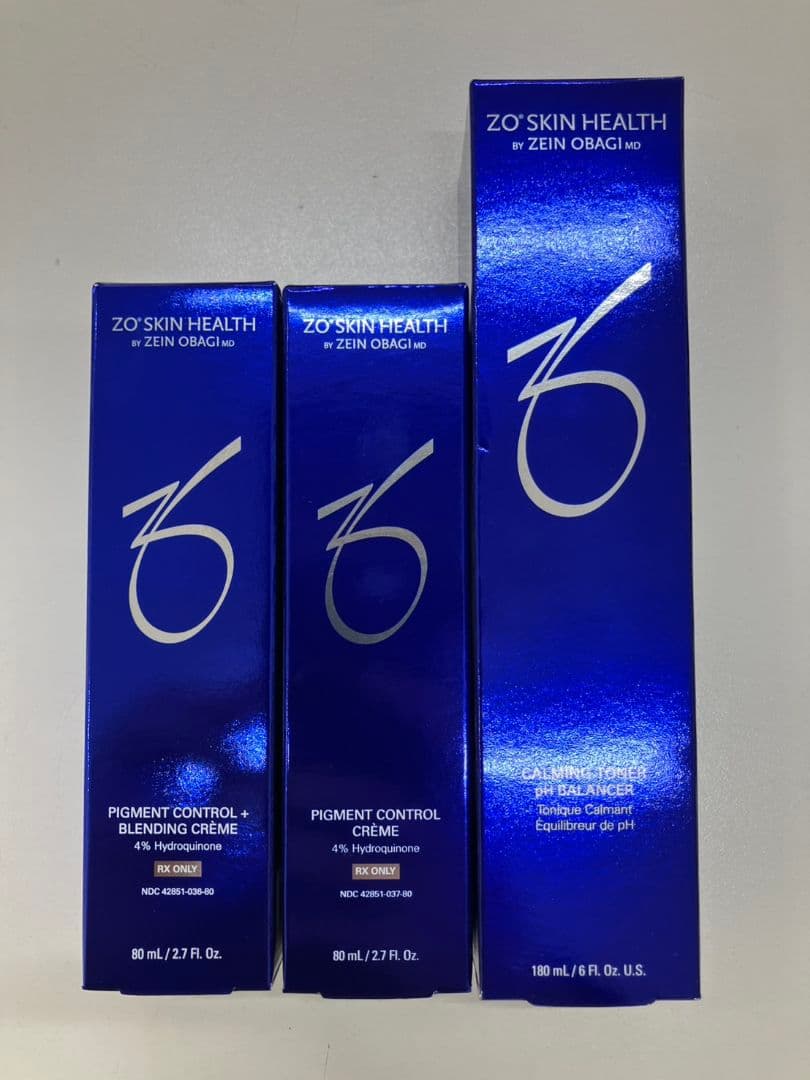 ZO® SKIN HEALTH
BY ZEIN OBAGI MD
PIGMENT CONTROL +
BLENDING CRÈME
4% Hydroquinone
RX ONLY
NDC 42851-036-80
80 mL / 2.7 Fl. Oz.
ZO® SKIN HEALTH
BY ZEIN OBAGI MD
PIGMENT CONTROL
CRÈME
4% Hydroquinone
RX ONLY
NDC 42851-037-80
80 mL / 2.7 Fl. Oz.
ZO® SKIN HEALTH
BY ZEIN OBAGI MD
CALMING TONER
pH BALANCER
Tonique Calmant
Équilibreur de pH
180 mL / 6 Fl. Oz. U.S.